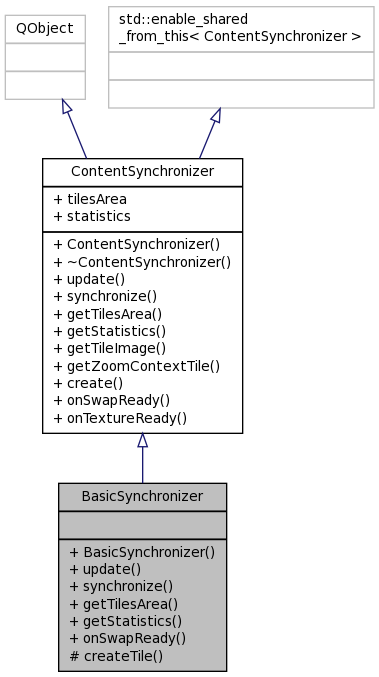 QObject
std::enable_shared
_from_this< ContentSynchronizer >
ContentSynchronizer
+ tilesArea
+ statistics
+ ContentSynchronizer()
+ ~ContentSynchronizer()
+ update()
+ synchronize()
+ getTilesArea()
+ getStatistics()
+ getTileImage()
+ getZoomContextTile()
+ create()
+ onSwapReady()
+ onTextureReady()
BasicSynchronizer
+ BasicSynchronizer()
+ update()
+ synchronize()
+ getTilesArea()
+ getStatistics()
+ onSwapReady()
# createTile()